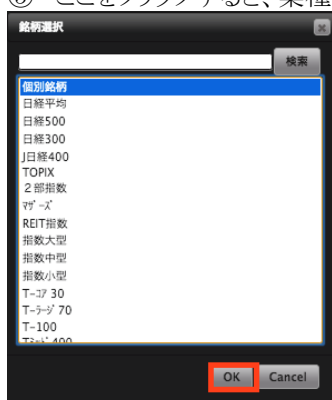 銘柄選択
検索
個別銘柄
日経平均
日経500
日経300
J日経400
TOPIX
２部指数
ﾏｻﾞｰｽﾞ
REIT指数
指数大型
指数中型
指数小型
T-ｺｱ 30
T-ﾗｰｼﾞ 70
T-100
OK Cancel